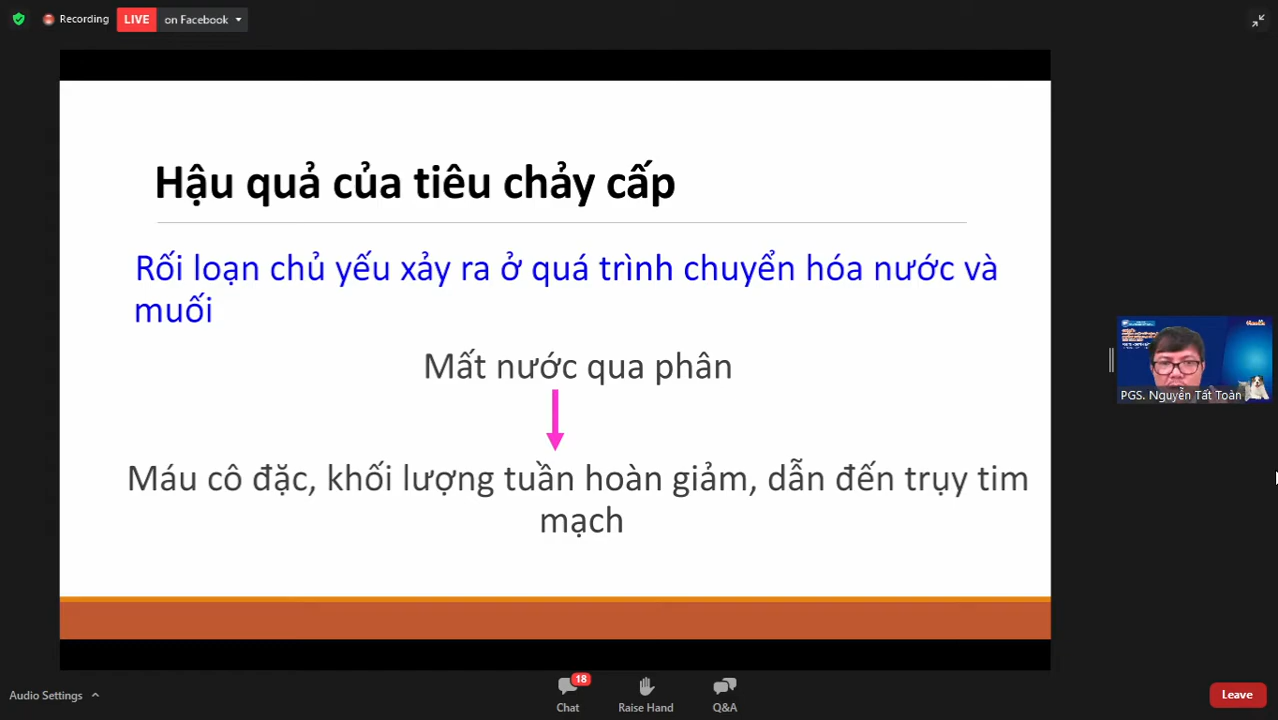 Recording
LIVE
on Facebook
Hậu quả của tiêu chảy cấp
Rối loạn chủ yếu xảy ra ở quá trình chuyển hóa nước và
muối
Mất nước qua phân
Máu cô đặc, khối lượng tuần hoàn giảm, dẫn đến trụy tim
mạch
PGS. Nguyễn Tất Toàn
Audio Settings
18
Chat
Raise Hand
Q&A
Leave